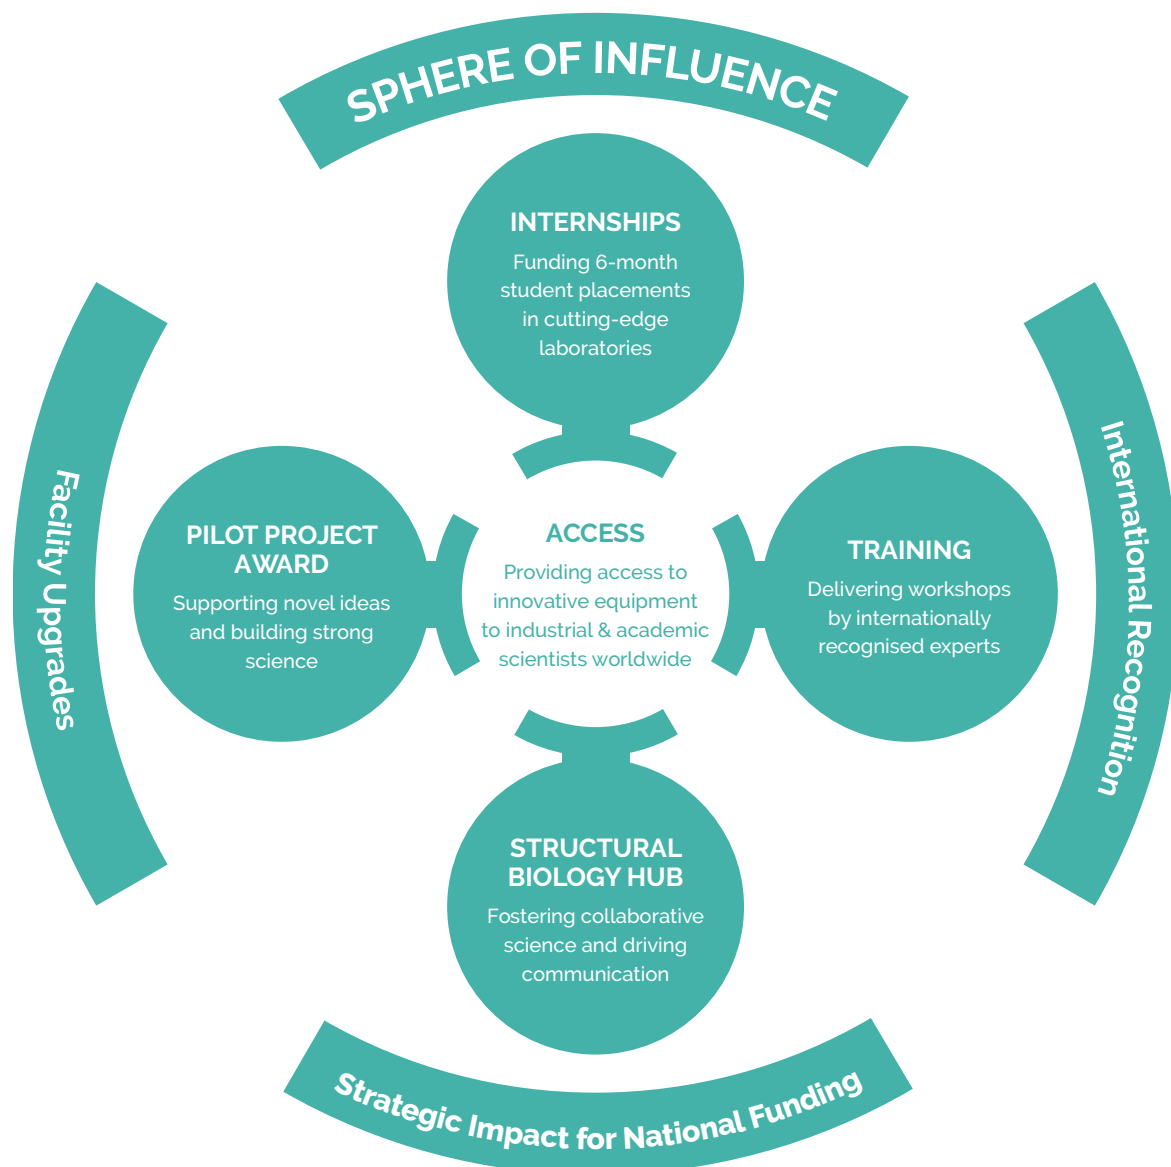 SPHERE OF INFLUENCE
INTERNSHIPS
Funding 6-month
student placements
in cutting-edge
laboratories
Facility Upgrades
PILOT PROJECT
AWARD
Supporting novel ideas
and building strong
science
ACCESS
Providing access to
innovative equipment
to industrial & academic
scientists worldwide
TRAINING
Delivering workshops
by internationally
recognised experts
International Recognition
STRUCTURAL
BIOLOGY HUB
Fostering collaborative
science and driving
communication
Strategic Impact for National Funding